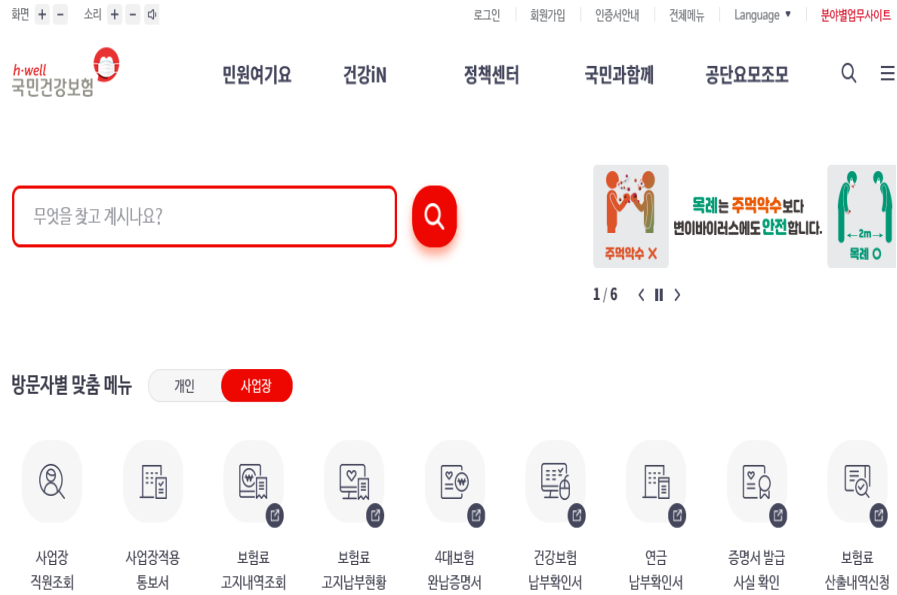 화면 + - 소리 + -
로그인 회원가입 인증서안내 전체메뉴 Language ▼ 분야별업무사이트
h·well
국민건강보험
민원여기요 건강iN 정책센터 국민과함께 공단요모조모
무엇을 찾고 계시나요?
주먹악수 X
목례는 주먹악수보다
변이바이러스에도 안전합니다.
2m
목례 O
1 / 6
방문자별 맞춤 메뉴 개인 사업장
사업장
직원조회
사업장적용
통보서
보험료
고지내역조회
보험료
고지납부현황
4대보험
완납증명서
건강보험
납부확인서
연금
납부확인서
증명서 발급
사실 확인
보험료
산출내역신청